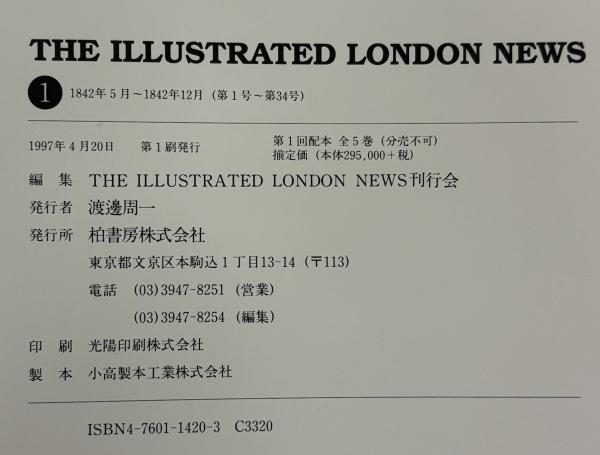 THE ILLUSTRATED LONDON NEWS
1 1842年5月～1842年12月 (第1号～第34号)
1997年4月20日 第1刷発行 第1回配本 全5巻 (分売不可)
揃定価 (本体295,000+税)
編集 THE ILLUSTRATED LONDON NEWS刊行会
発行者 渡邊周一
発行所 柏書房株式会社
東京都文京区本駒込1丁目13-14 (〒113)
電話 (03)3947-8251 (営業)
(03)3947-8254 (編集)
印刷 光陽印刷株式会社
製本 小高製本工業株式会社
ISBN4-7601-1420-3 C3320